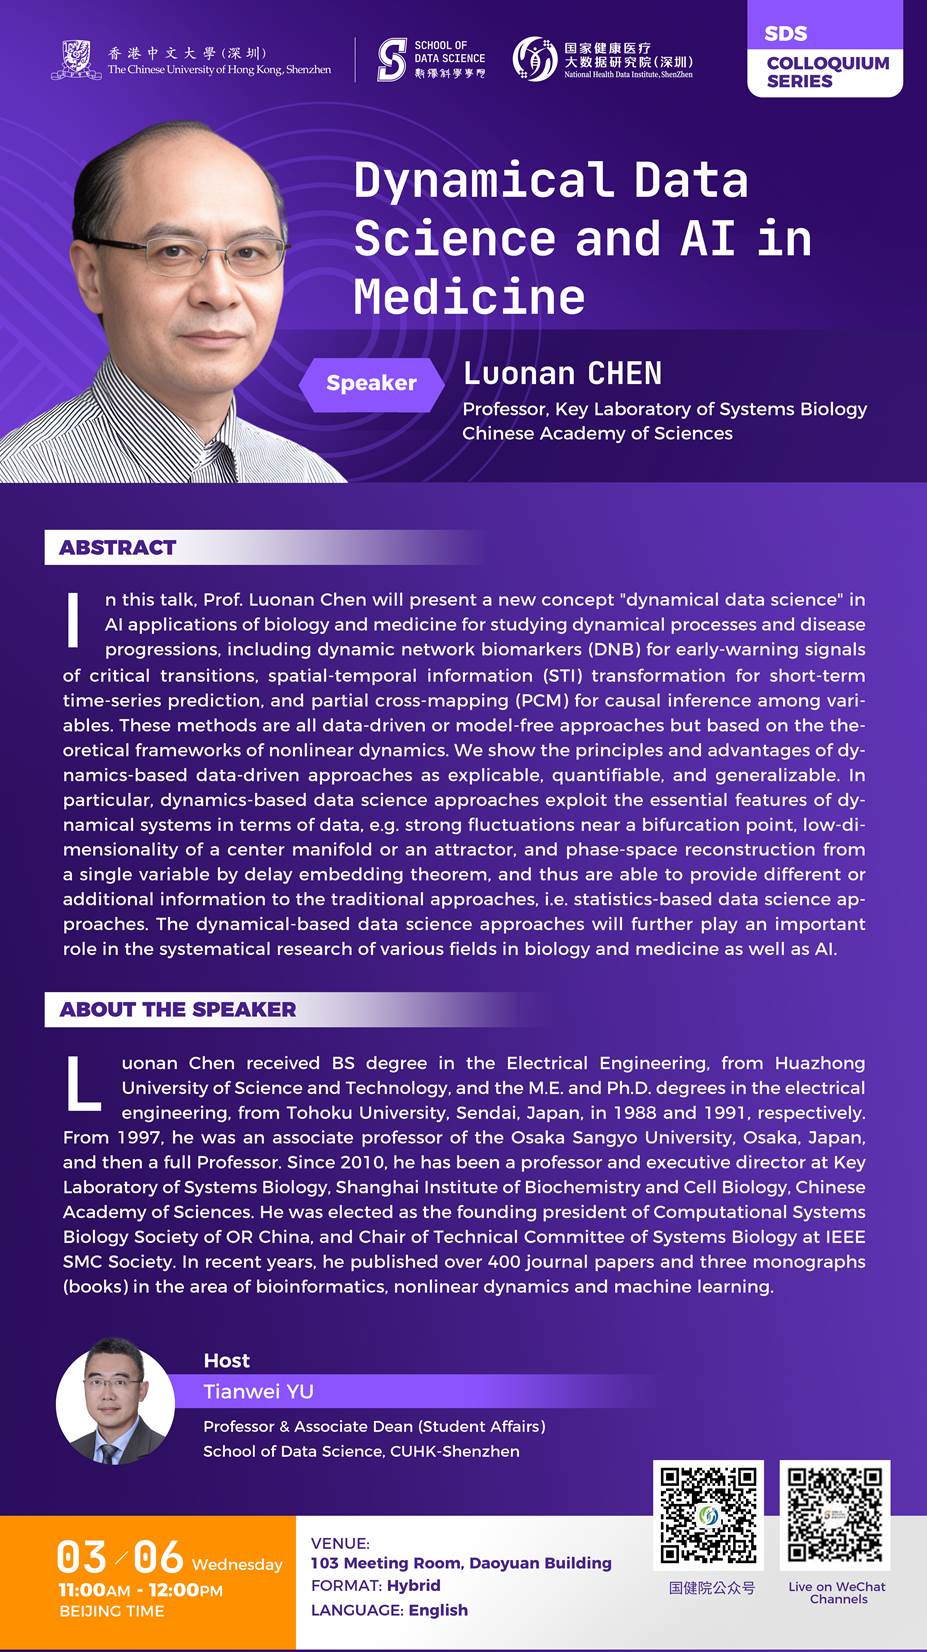 香港中文大學(深圳)
The Chinese University of Hong Kong, Shenzhen
SCHOOL OF
DATA SCIENCE
數據科學學院
国家健康医疗
大数据研究院(深圳)
National Health Data Institute, ShenZhen
SDS
COLLOQUIUM
SERIES
Dynamical Data
Science and AI in
Medicine
Speaker
Luonan CHEN
Professor, Key Laboratory of Systems Biology
Chinese Academy of Sciences
ABSTRACT
In this talk, Prof. Luonan Chen will present a new concept "dynamical data science" in
AI applications of biology and medicine for studying dynamical processes and disease
progressions, including dynamic network biomarkers (DNB) for early-warning signals
of critical transitions, spatial-temporal information (STI) transformation for short-term
time-series prediction, and partial cross-mapping (PCM) for causal inference among vari-
ables. These methods are all data-driven or model-free approaches but based on the the-
oretical frameworks of nonlinear dynamics. We show the principles and advantages of dy-
namics-based data-driven approaches as explicable, quantifiable, and generalizable. In
particular, dynamics-based data science approaches exploit the essential features of dy-
namical systems in terms of data, e.g. strong fluctuations near a bifurcation point, low-di-
mensionality of a center manifold or an attractor, and phase-space reconstruction from
a single variable by delay embedding theorem, and thus are able to provide different or
additional information to the traditional approaches, i.e. statistics-based data science ap-
proaches. The dynamical-based data science approaches will further play an important
role in the systematical research of various fields in biology and medicine as well as AI.
ABOUT THE SPEAKER
Luonan Chen received BS degree in the Electrical Engineering, from Huazhong
University of Science and Technology, and the M.E. and Ph.D. degrees in the electrical
engineering, from Tohoku University, Sendai, Japan, in 1988 and 1991, respectively.
From 1997, he was an associate professor of the Osaka Sangyo University, Osaka, Japan,
and then a full Professor. Since 2010, he has been a professor and executive director at Key
Laboratory of Systems Biology, Shanghai Institute of Biochemistry and Cell Biology, Chinese
Academy of Sciences. He was elected as the founding president of Computational Systems
Biology Society of OR China, and Chair of Technical Committee of Systems Biology at IEEE
SMC Society. In recent years, he published over 400 journal papers and three monographs
(books) in the area of bioinformatics, nonlinear dynamics and machine learning.
Host
Tianwei YU
Professor & Associate Dean (Student Affairs)
School of Data Science, CUHK-Shenzhen
03/06 Wednesday
11:00AM - 12:00PM
BEIJING TIME
VENUE:
103 Meeting Room, Daoyuan Building
FORMAT: Hybrid
LANGUAGE: English
国健院公众号
Live on WeChat
Channels